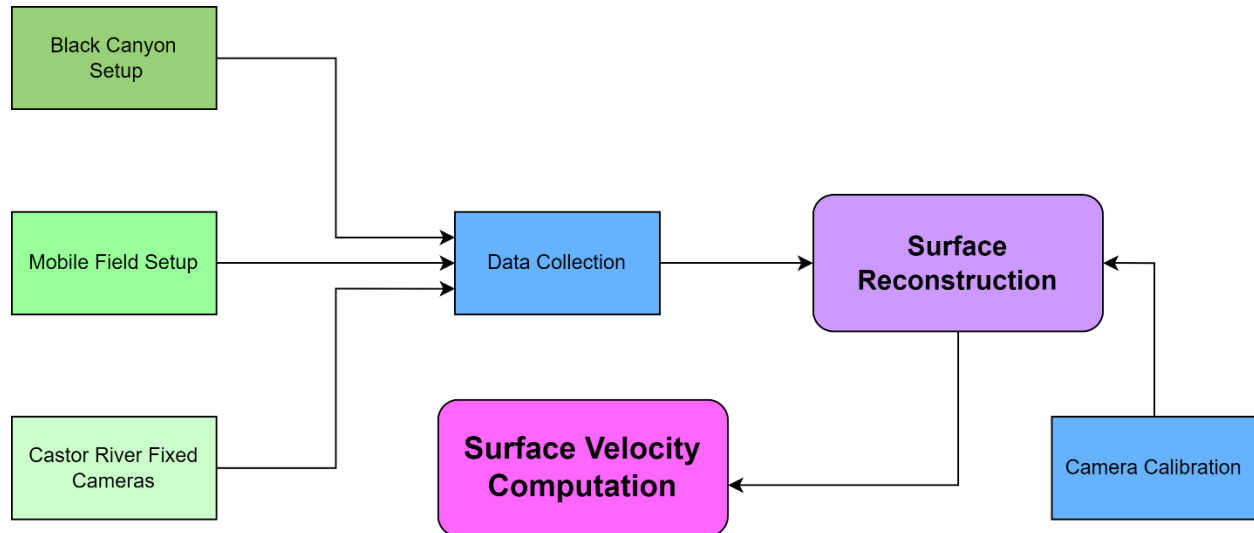 Black Canyon
Setup
Mobile Field Setup
Data Collection
Surface
Reconstruction
Castor River Fixed
Cameras
Surface Velocity
Computation
Camera Calibration